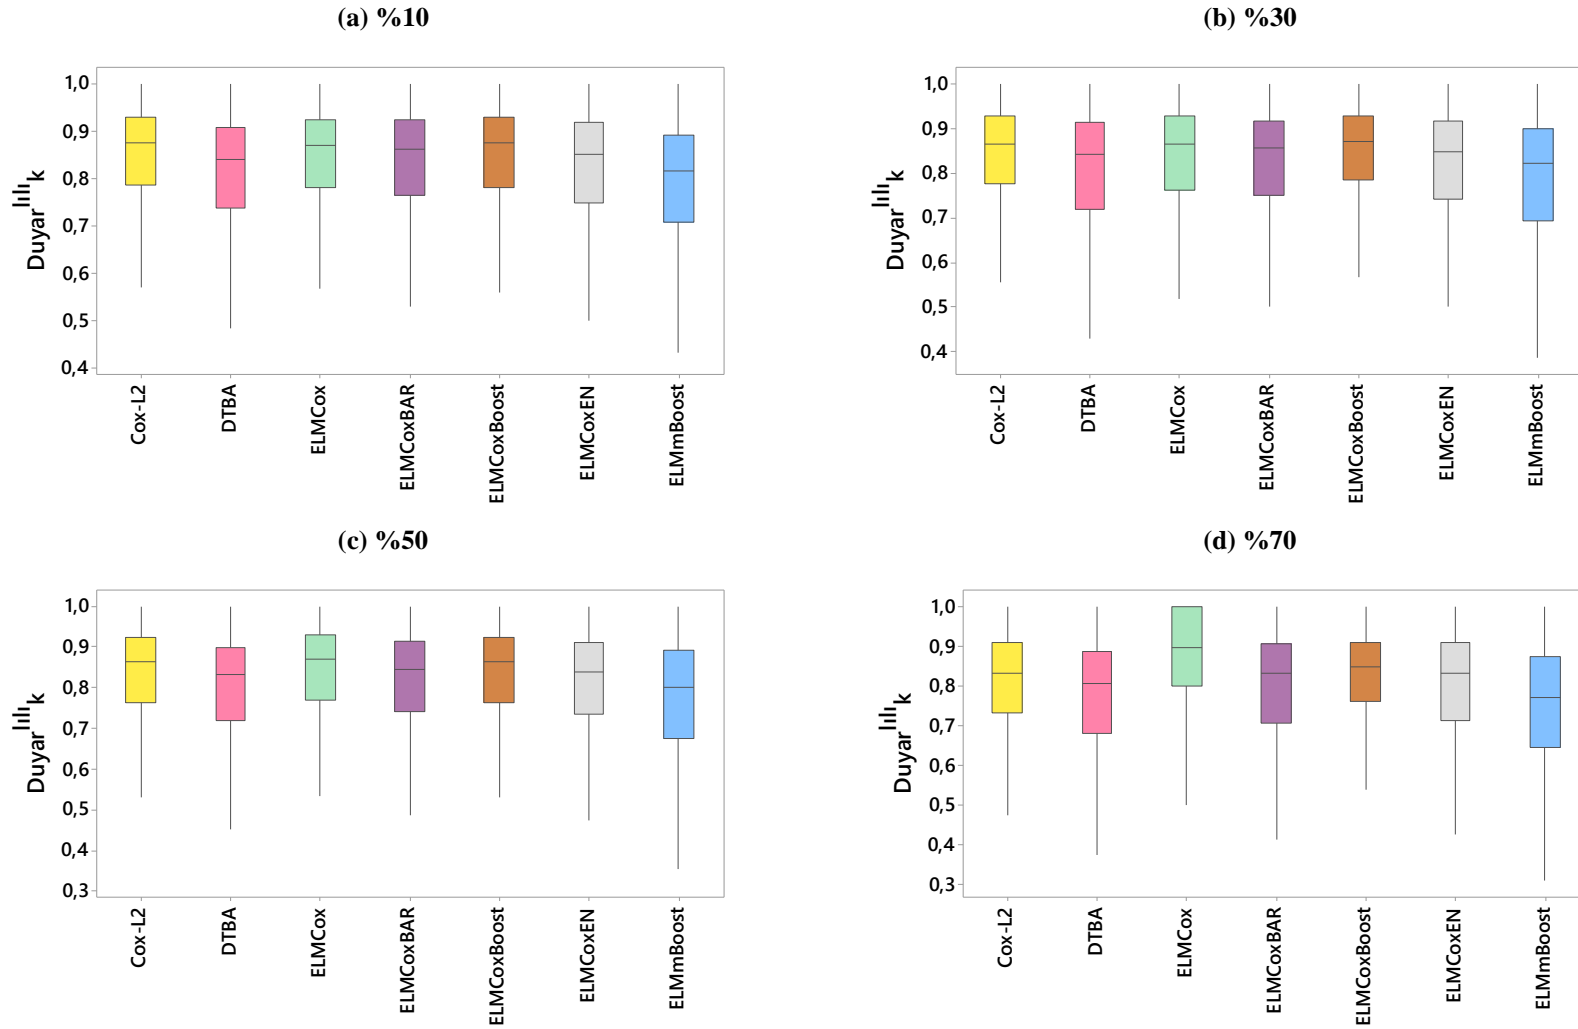 (a) %10
(b) %30
1,0
0,9
0,8
0,7
0,6
0,5
0,4
Duyarlılık
Cox-L2
DTBA
ELMCox
ELMCoxBAR
ELMCoxBoost
ELMCoxEN
ELMmBoost
1,0
0,9
0,8
0,7
0,6
0,5
0,4
Duyarlılık
Cox-L2
DTBA
ELMCox
ELMCoxBAR
ELMCoxBoost
ELMCoxEN
ELMmBoost
(c) %50
(d) %70
1,0
0,9
0,8
0,7
0,6
0,5
0,4
0,3
Duyarlılık
Cox-L2
DTBA
ELMCox
ELMCoxBAR
ELMCoxBoost
ELMCoxEN
ELMmBoost
1,0
0,9
0,8
0,7
0,6
0,5
0,4
0,3
Duyarlılık
Cox-L2
DTBA
ELMCox
ELMCoxBAR
ELMCoxBoost
ELMCoxEN
ELMmBoost